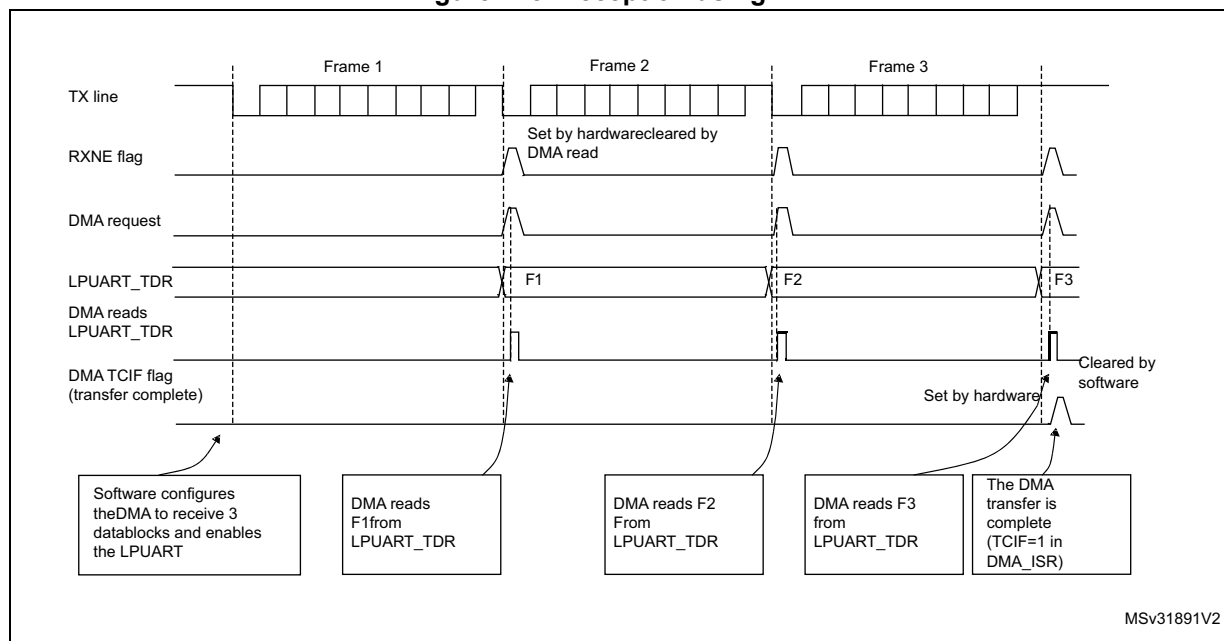 Frame 1
Frame 2
Frame 3
TX line
Set by hardwarecleared by
DMA read
RXNE flag
DMA request
LPUART_TDR
F1
F2
F3
DMA reads
LPUART_TDR
Cleared by
software
DMA TCIF flag
(transfer complete)
Set by hardware
Software configures
theDMA to receive 3
datablocks and enables
the LPUART
DMA reads
F1from
LPUART_TDR
DMA reads F2
From
LPUART_TDR
DMA reads F3
from
LPUART_TDR
The DMA
transfer is
complete
(TCIF=1 in
DMA_ISR)
MSv31891V2